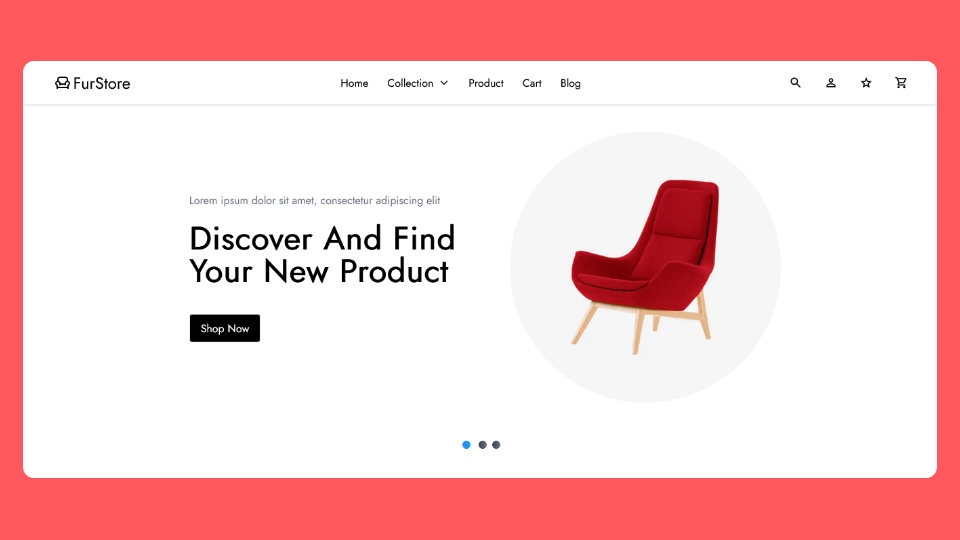 FurStore
Home Collection Product Cart Blog
Lorem ipsum dolor sit amet, consectetur adipiscing elit
Discover And Find
Your New Product
Shop Now